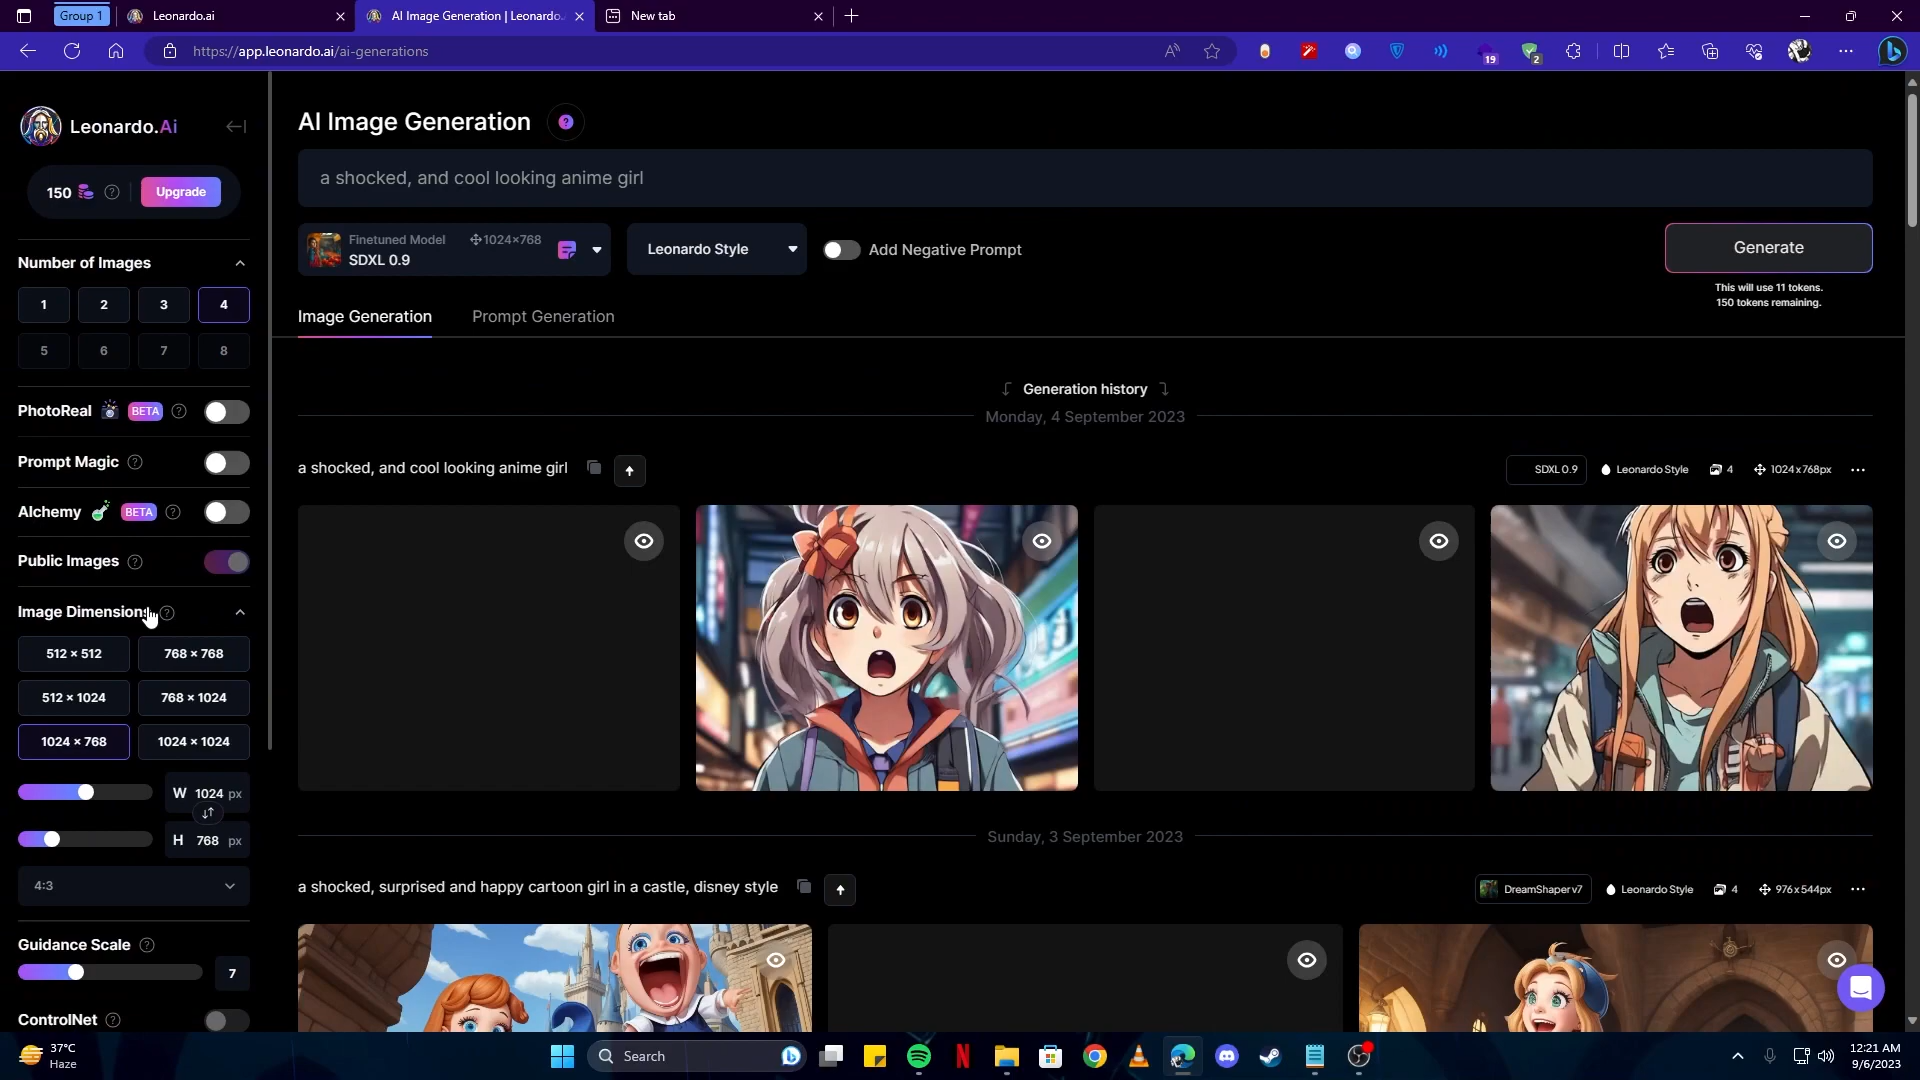 Group 1
Leonardo.ai
AI Image Generation | Leonardo.
New tab
https://app.leonardo.ai/ai-generations
19
2
Leonardo.Ai
150
Upgrade
Number of Images
1 2 3 4
5 6 7 8
PhotoReal BETA
Prompt Magic
Alchemy BETA
Public Images
Image Dimensions
512 × 512 768 × 768
512 × 1024 768 × 1024
1024 × 768 1024 × 1024
W 1024 px
H 768 px
4:3
Guidance Scale
7
ControlNet
AI Image Generation
a shocked, and cool looking anime girl
Finetuned Model 1024×768
SDXL 0.9
Leonardo Style
Add Negative Prompt
Generate
This will use 11 tokens.
150 tokens remaining.
Image Generation Prompt Generation
Generation history
Monday, 4 September 2023
a shocked, and cool looking anime girl
SDXL 0.9 Leonardo Style 4 1024 x 768px
Sunday, 3 September 2023
a shocked, surprised and happy cartoon girl in a castle, disney style
DreamShaper v7 Leonardo Style 4 976 x 544px
37°C
Haze
Search
12:21 AM
9/6/2023